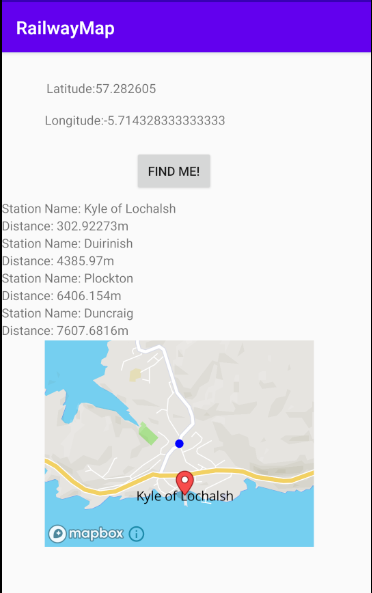 RailwayMap
Latitude:57.282605
Longitude:-5.714328333333333
FIND ME!
Station Name: Kyle of Lochalsh
Distance: 302.92273m
Station Name: Duirinish
Distance: 4385.97m
Station Name: Plockton
Distance: 6406.154m
Station Name: Duncraig
Distance: 7607.6816m
Kyle of Lochalsh
mapbox